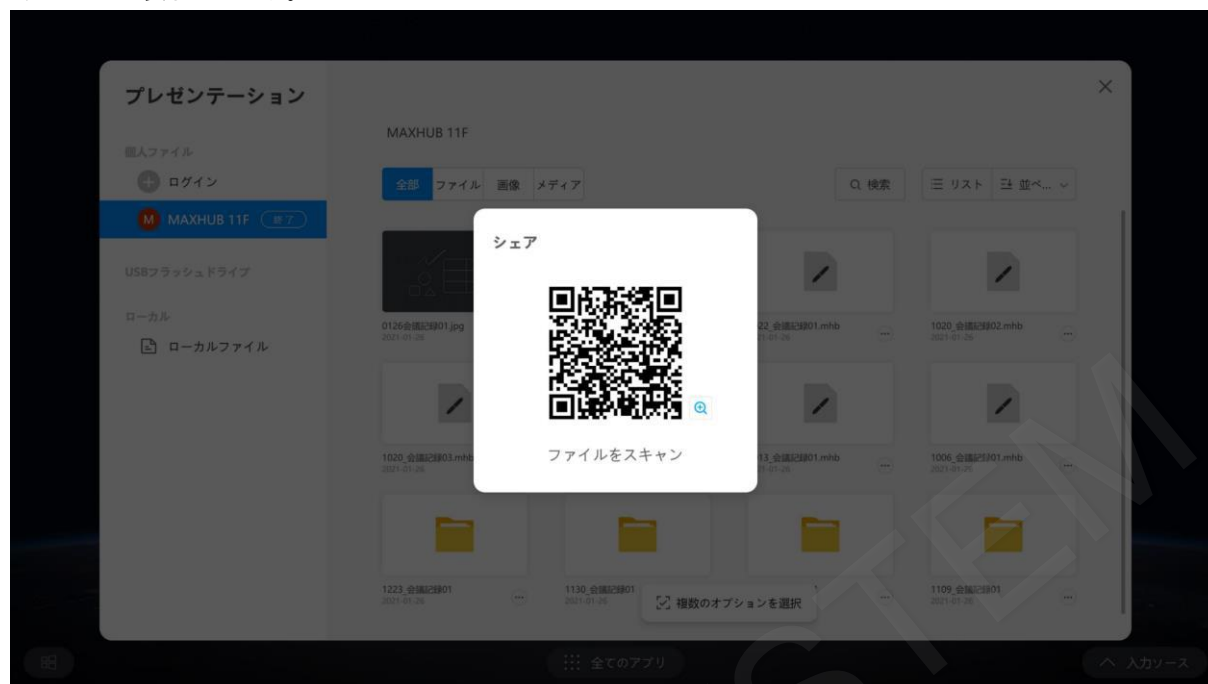 プレゼンテーション
個人ファイル
ログイン
M MAXHUB 11F 終了
USBフラッシュドライブ
ローカル
ローカルファイル
MAXHUB 11F
全部 ファイル 画像 メディア
検索
リスト 並べ...
シェア
ファイルをスキャン
0126会議記録01.jpg
2021-01-26
22_会議記録01.mhb
21-01-26
1020_会議記録02.mhb
2021-01-26
1020_会議記録03.mhb
2021-01-26
13_会議記録01.mhb
21-01-26
1006_会議記録01.mhb
2021-01-26
1223_会議記録01
2021-01-26
1130_会議記録01
2021-01-26
1109_会議記録01
2021-01-26
複数のオプションを選択
全てのアプリ
入力ソース
STEM